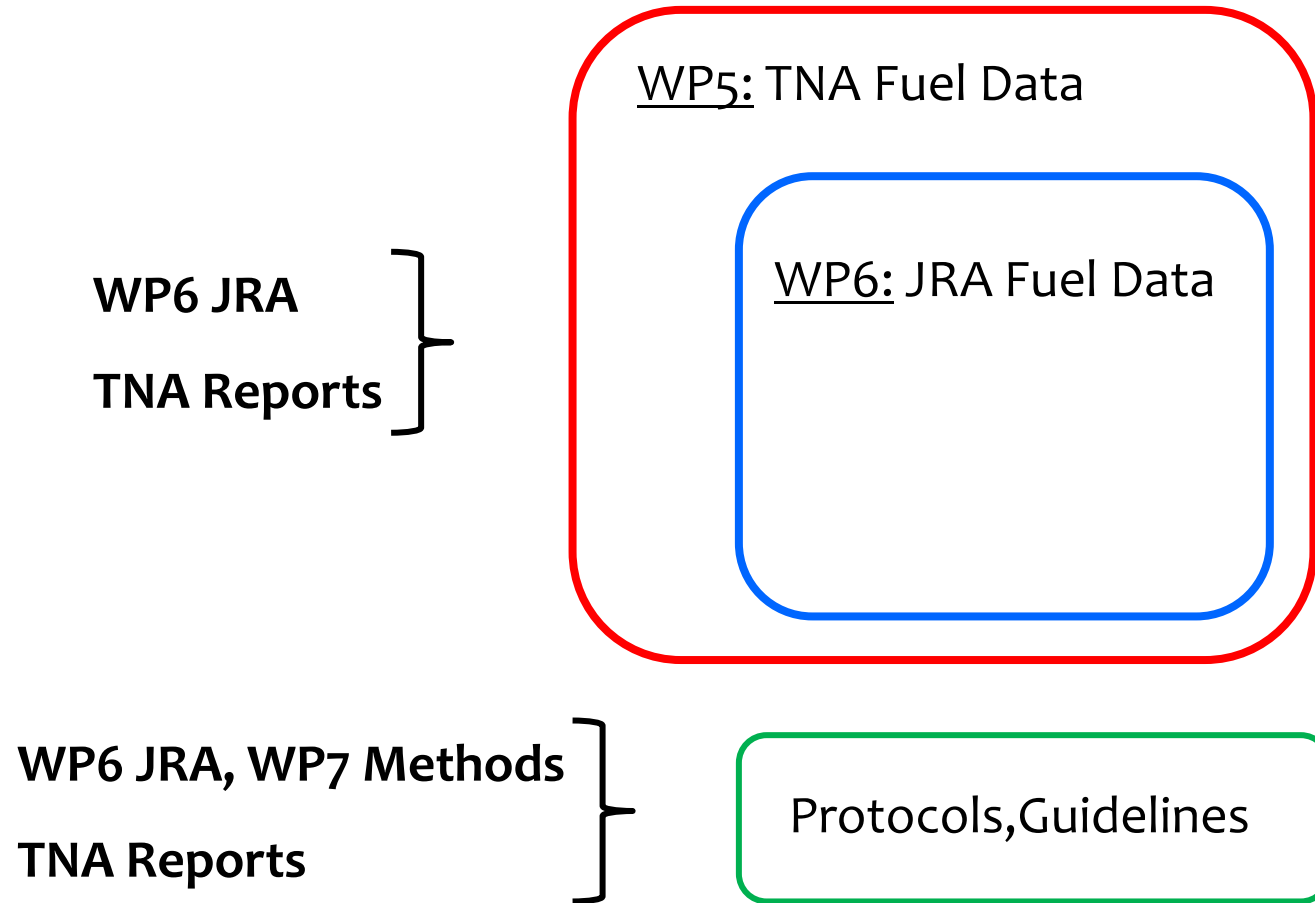 WP5: TNA Fuel Data
WP6: JRA Fuel Data
WP6 JRA
TNA Reports
WP6 JRA, WP7 Methods
TNA Reports
Protocols,Guidelines